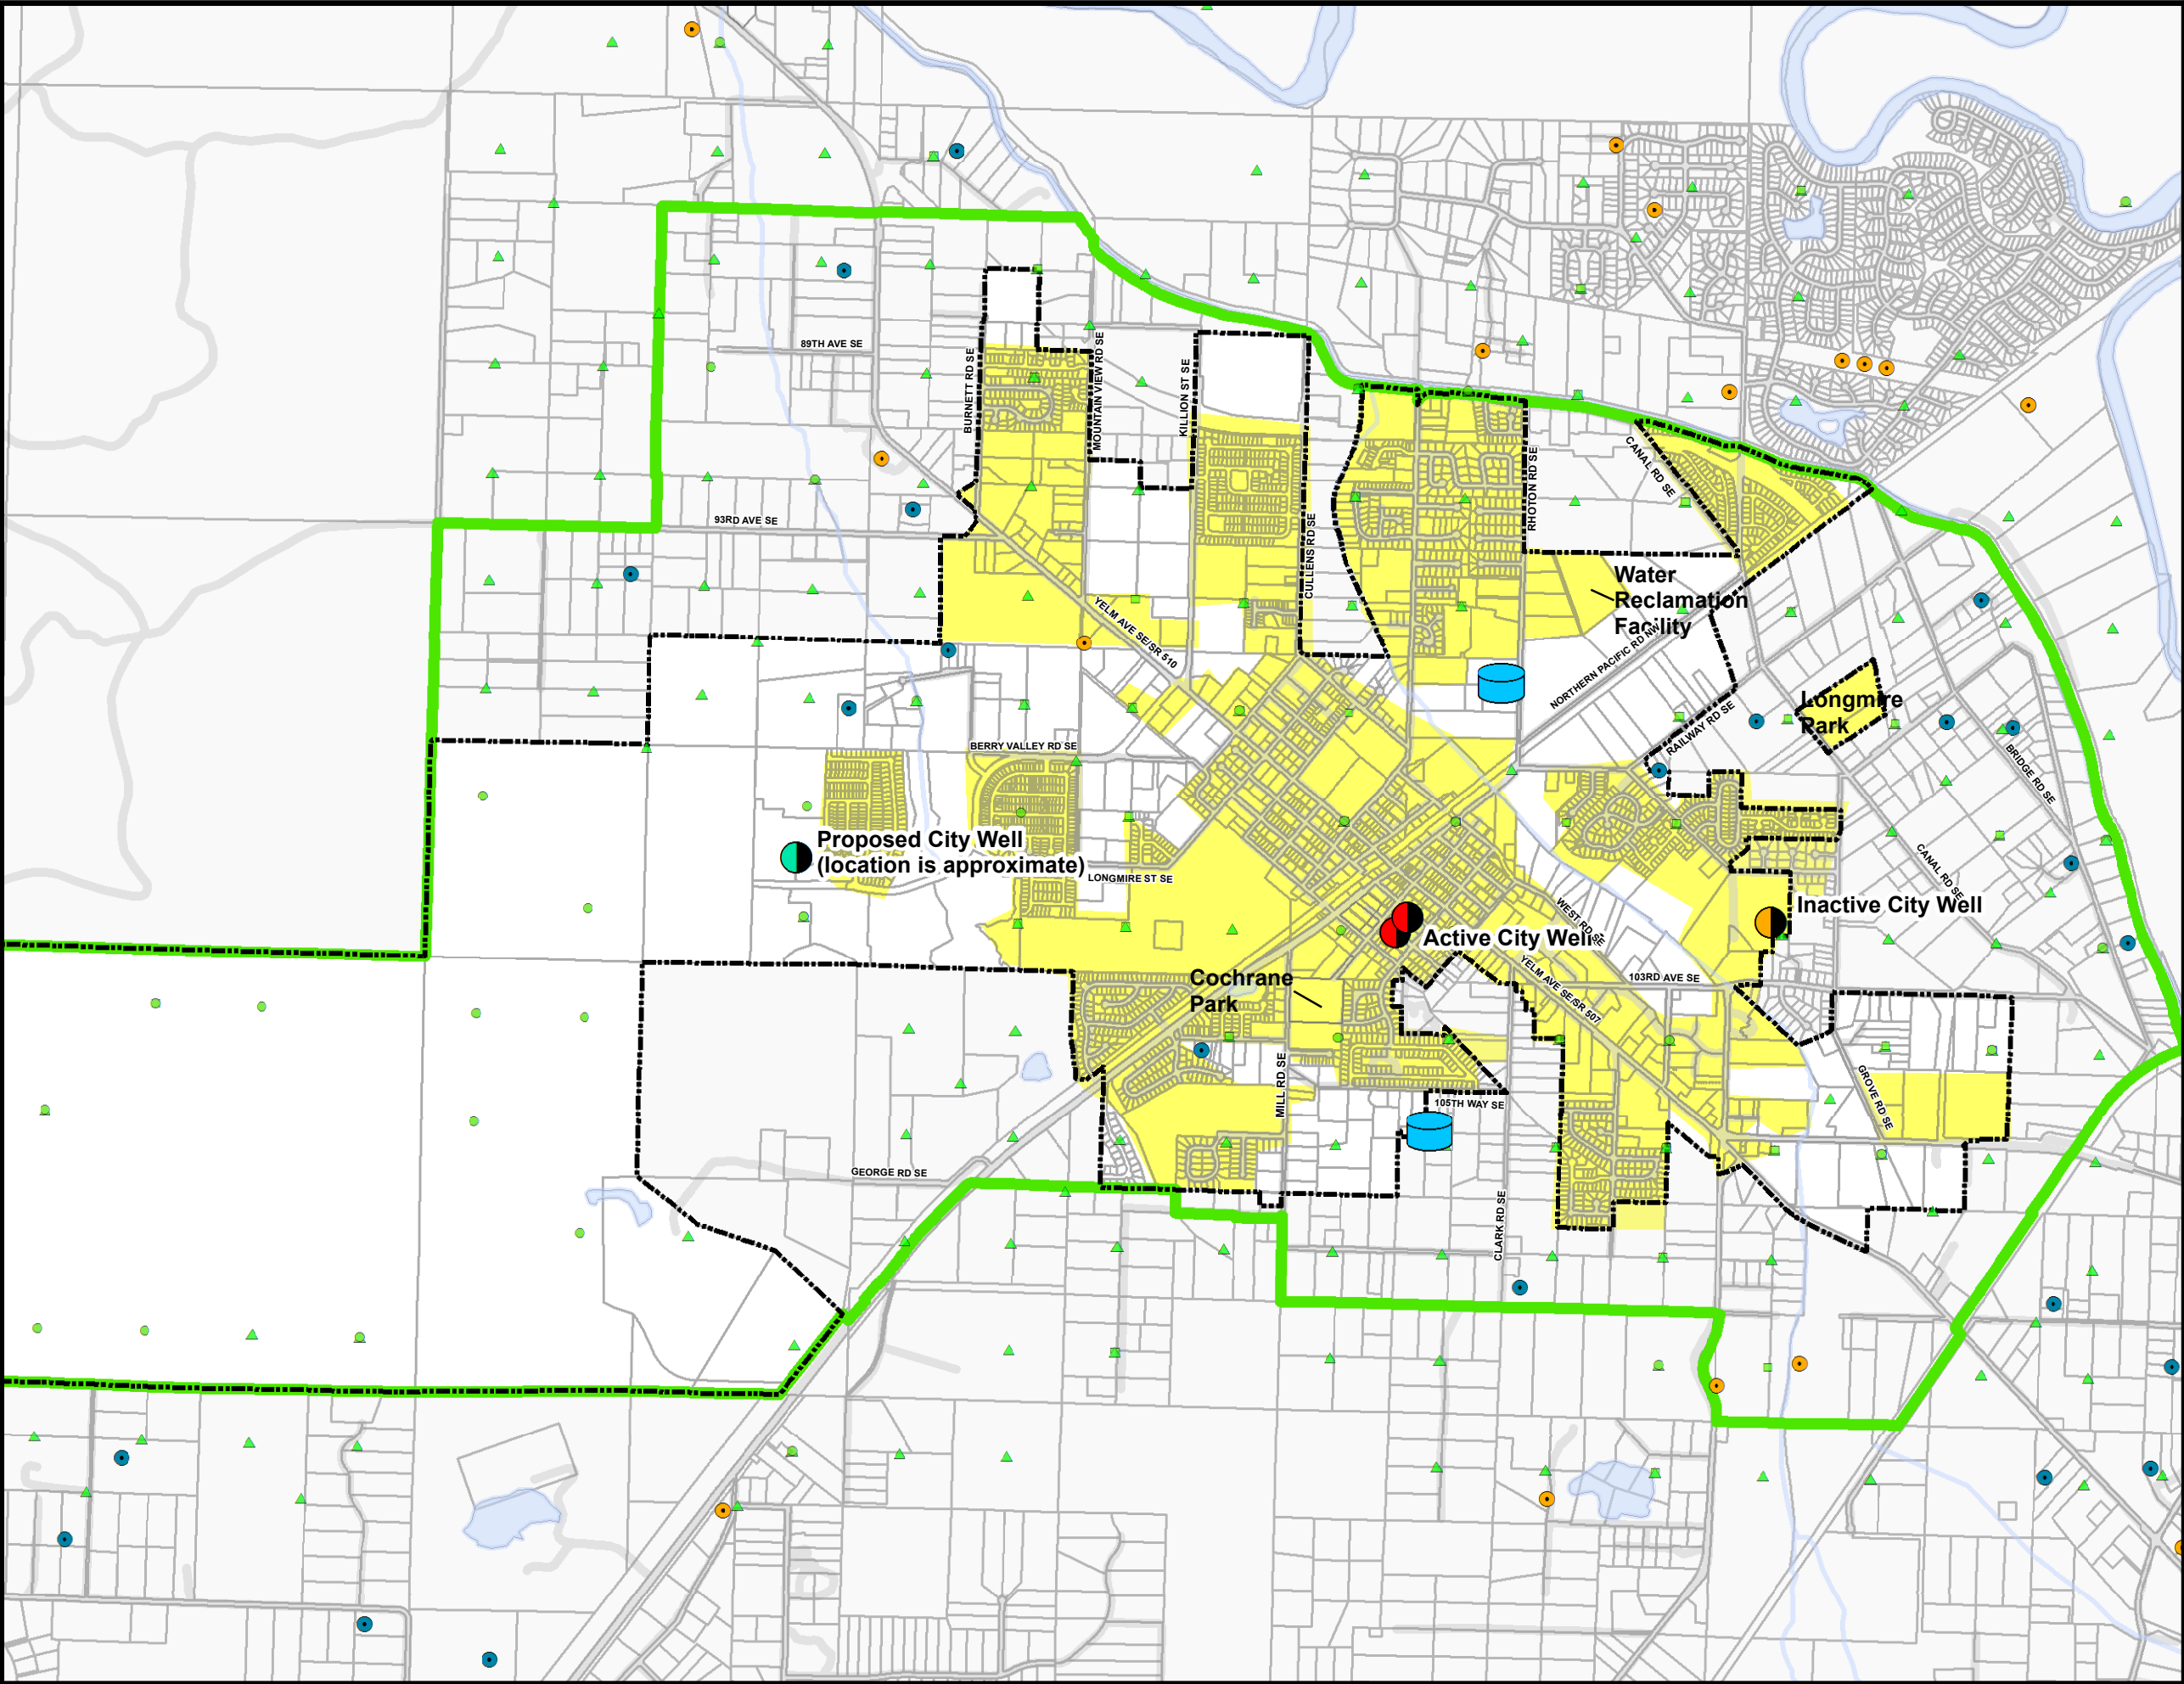 89TH AVE SE
BURNETT RD SE
MOUNTAIN VIEW RD SE
KILLION ST SE
CULLENS RD SE
RHOTON RD SE
CANAL RD SE
93RD AVE SE
YELM AVE SE/SR 510
Water
Reclamation
Facility
NORTHERN PACIFIC RD NW
RAILWAY RD SE
Longmire
Park
BRIDGE RD SE
BERRY VALLEY RD SE
Proposed City Well
(location is approximate)
LONGMIRE ST SE
CANAL RD SE
Inactive City Well
WEST RD SE
Active City Wells
YELM AVE SE/SR 507
103RD AVE SE
Cochrane
Park
MILL RD SE
105TH WAY SE
GROVE RD SE
GEORGE RD SE
CLARK RD SE